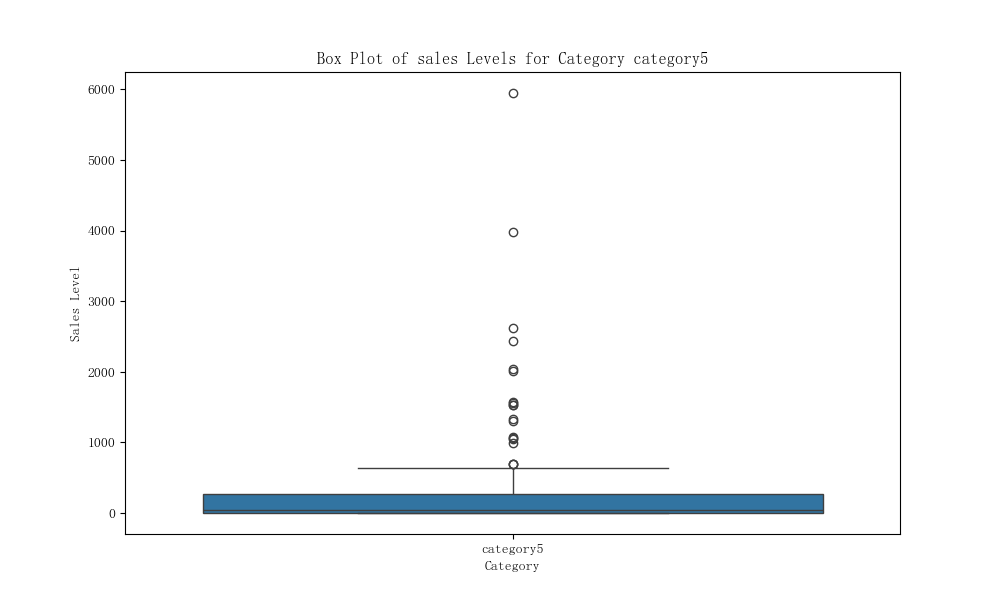 Box Plot of sales Levels for Category category5
6000
5000
4000
3000
2000
1000
0
Sales Level
category5
Category